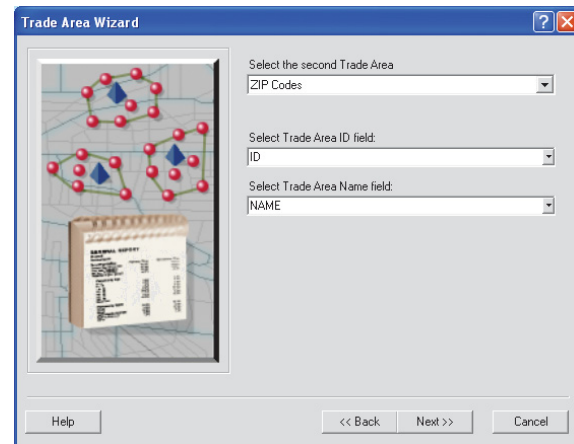 Trade Area Wizard
Select the second Trade Area
ZIP Codes
Select Trade Area ID field:
ID
Select Trade Area Name field:
NAME
Help
<< Back
Next >>
Cancel